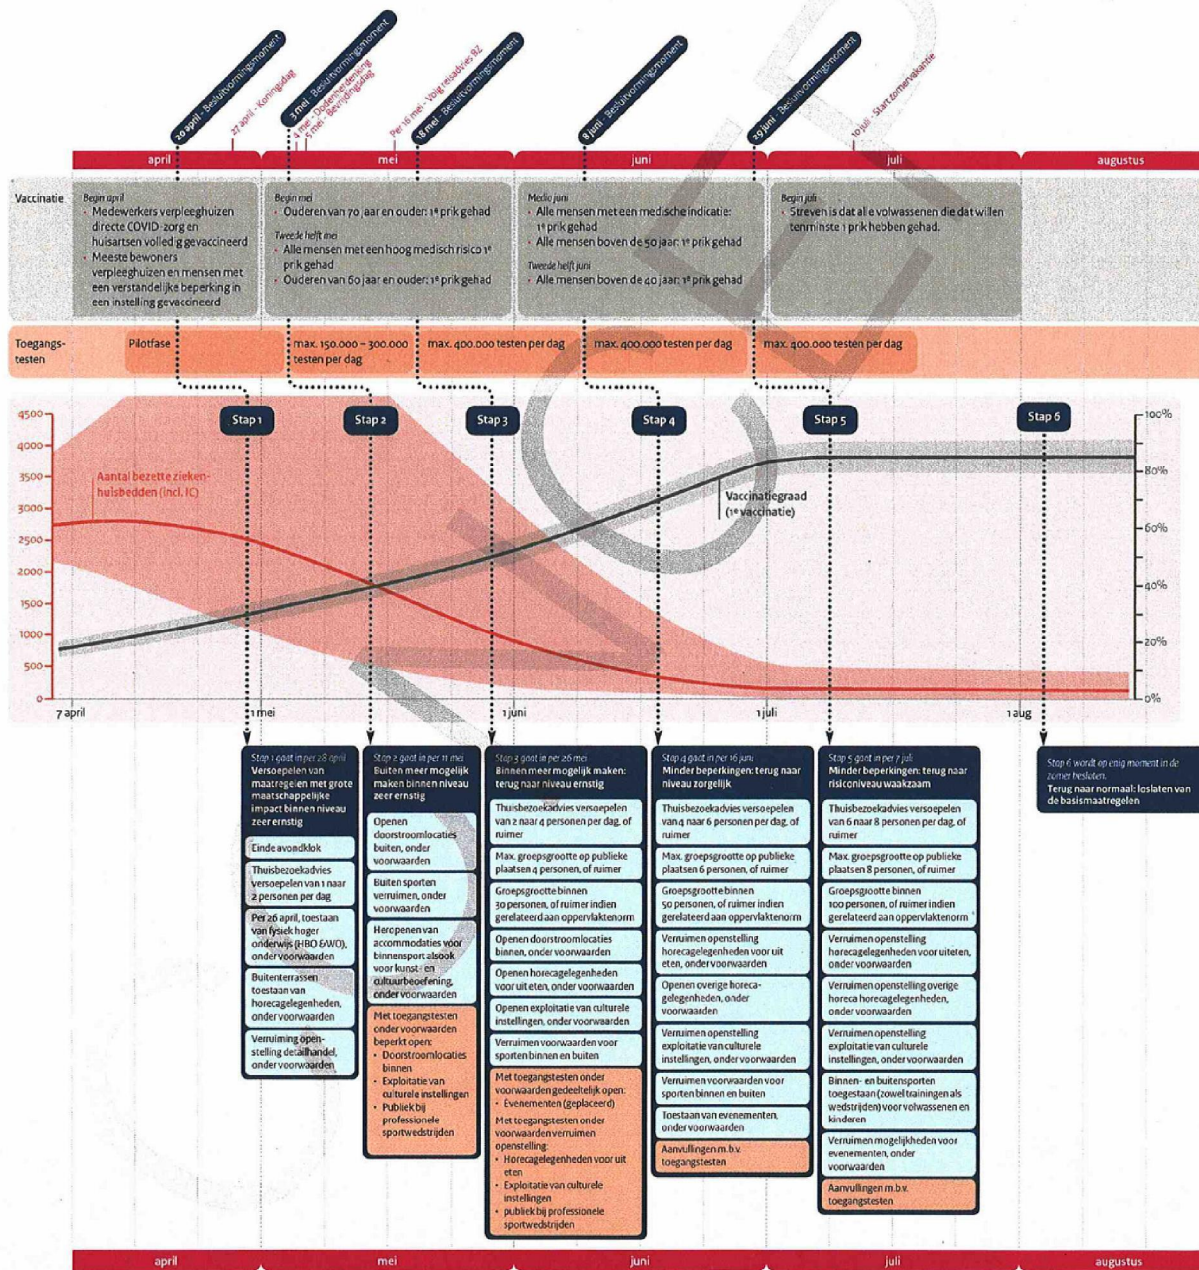 20 april - Besluitvormingsmoment
27 april - Koningsdag
3 mei - Besluitvormingsmoment
4 mei - Dodenherdenking
5 mei - Bevrijdingsdag
Per 16 mei - Volg reisadvies BZ
18 mei - Besluitvormingsmoment
8 juni - Besluitvormingsmoment
29 juni - Besluitvormingsmoment
10 juli - Start zomervakantie
april
mei
juni
juli
augustus
Vaccinatie
Begin april
• Medewerkers verpleeghuizen
directe COVID-zorg en
huisartsen volledig gevaccineerd
• Meeste bewoners
verpleeghuizen en mensen met
een verstandelijke beperking in
een instelling gevaccineerd
Begin mei
• Ouderen van 70 jaar en ouder: 1e prik gehad
Tweede helft mei
• Alle mensen met een hoog medisch risico 1e
prik gehad
• Ouderen van 60 jaar en ouder: 1e prik gehad
Medio juni
• Alle mensen met een medische indicatie:
1e prik gehad
• Alle mensen boven de 50 jaar: 1e prik gehad
Tweede helft juni
• Alle mensen boven de 40 jaar: 1e prik gehad
Begin juli
• Streven is dat alle volwassenen die dat willen
tenminste 1 prik hebben gehad.
Toegangs-
testen
Pilotfase
max. 150.000 – 300.000
testen per dag
max. 400.000 testen per dag
max. 400.000 testen per dag
max. 400.000 testen per dag
Stap 1
Stap 2
Stap 3
Stap 4
Stap 5
Stap 6
4500
4000
3500
3000
2500
2000
1500
1000
500
0
Aantal bezette zieken-
huisbedden (incl. IC)
Vaccinatiegraad
(1e vaccinatie)
100%
80%
60%
40%
20%
0%
7 april
1 mei
1 juni
1 juli
1 aug
Stap 1 gaat in per 28 april
Versoepelen van
maatregelen met grote
maatschappelijke
impact binnen niveau
zeer ernstig
Einde avondklok
Thuisbezoekadvies
versoepelen van 1 naar
2 personen per dag
Per 26 april, toestaan
van fysiek hoger
onderwijs (HBO &WO),
onder voorwaarden
Buitenterrassen
toestaan van
horecagelegenheden,
onder voorwaarden
Verruiming open-
stelling detailhandel,
onder voorwaarden
Stap 2 gaat in per 11 mei
Buiten meer mogelijk
maken binnen niveau
zeer ernstig
Openen
doorstroomlocaties
buiten, onder
voorwaarden
Buiten sporten
verruimen, onder
voorwaarden
Heropenen van
accommodaties voor
binnensport alsook
voor kunst- en
cultuurbeoefening,
onder voorwaarden
Met toegangstesten
onder voorwaarden
beperkt open:
• Doorstroomlocaties
binnen
• Exploitatie van
culturele instellingen
• Publiek bij
professionele
sportwedstrijden
Stap 3 gaat in per 26 mei
Binnen meer mogelijk maken:
terug naar niveau ernstig
Thuisbezoekadvies versoepelen
van 2 naar 4 personen per dag, of
ruimer
Max. groepsgrootte op publieke
plaatsen 4 personen, of ruimer
Groepsgrootte binnen
30 personen, of ruimer indien
gerelateerd aan oppervlaktenorm
Openen doorstroomlocaties
binnen, onder voorwaarden
Openen horecagelegenheden
voor uit eten, onder voorwaarden
Openen exploitatie van culturele
instellingen, onder voorwaarden
Verruimen voorwaarden voor
sporten binnen en buiten
Met toegangstesten onder
voorwaarden gedeeltelijk open:
• Evenementen (geplaceerd)
Met toegangstesten onder
voorwaarden verruimen
openstelling:
• Horecagelegenheden voor uit
eten
• Exploitatie van culturele
instellingen
• publiek bij professionele
sportwedstrijden
Stap 4 gaat in per 16 juni
Minder beperkingen: terug naar
niveau zorgelijk
Thuisbezoekadvies versoepelen
van 4 naar 6 personen per dag, of
ruimer
Max. groepsgrootte op publieke
plaatsen 6 personen, of ruimer
Groepsgrootte binnen
50 personen, of ruimer indien
gerelateerd aan oppervlaktenorm
Verruimen openstelling
horecagelegenheden voor uit
eten, onder voorwaarden
Openen overige horeca-
gelegenheden, onder
voorwaarden
Verruimen openstelling
exploitatie van culturele
instellingen, onder voorwaarden
Verruimen voorwaarden voor
sporten binnen en buiten
Toestaan van evenementen,
onder voorwaarden
Aanvullingen m.b.v.
toegangstesten
Stap 5 gaat in per 7 juli
Minder beperkingen: terug naar
risiconiveau waakzaam
Thuisbezoekadvies versoepelen
van 6 naar 8 personen per dag, of
ruimer
Max. groepsgrootte op publieke
plaatsen 8 personen, of ruimer
Groepsgrootte binnen
100 personen, of ruimer indien
gerelateerd aan oppervlaktenorm
Verruimen openstelling
horecagelegenheden voor uiteten,
onder voorwaarden
Verruimen openstelling overige
horeca horecagelegenheden,
onder voorwaarden
Verruimen openstelling
exploitatie van culturele
instellingen, onder voorwaarden
Binnen- en buitensporten
toegestaan (zowel trainingen als
wedstrijden) voor volwassenen en
kinderen
Verruimen mogelijkheden voor
evenementen, onder
voorwaarden
Aanvullingen m.b.v.
toegangstesten
Stap 6 wordt op enig moment in de
zomer besloten.
Terug naar normaal: loslaten van
de basismaatregelen
april
mei
juni
juli
augustus